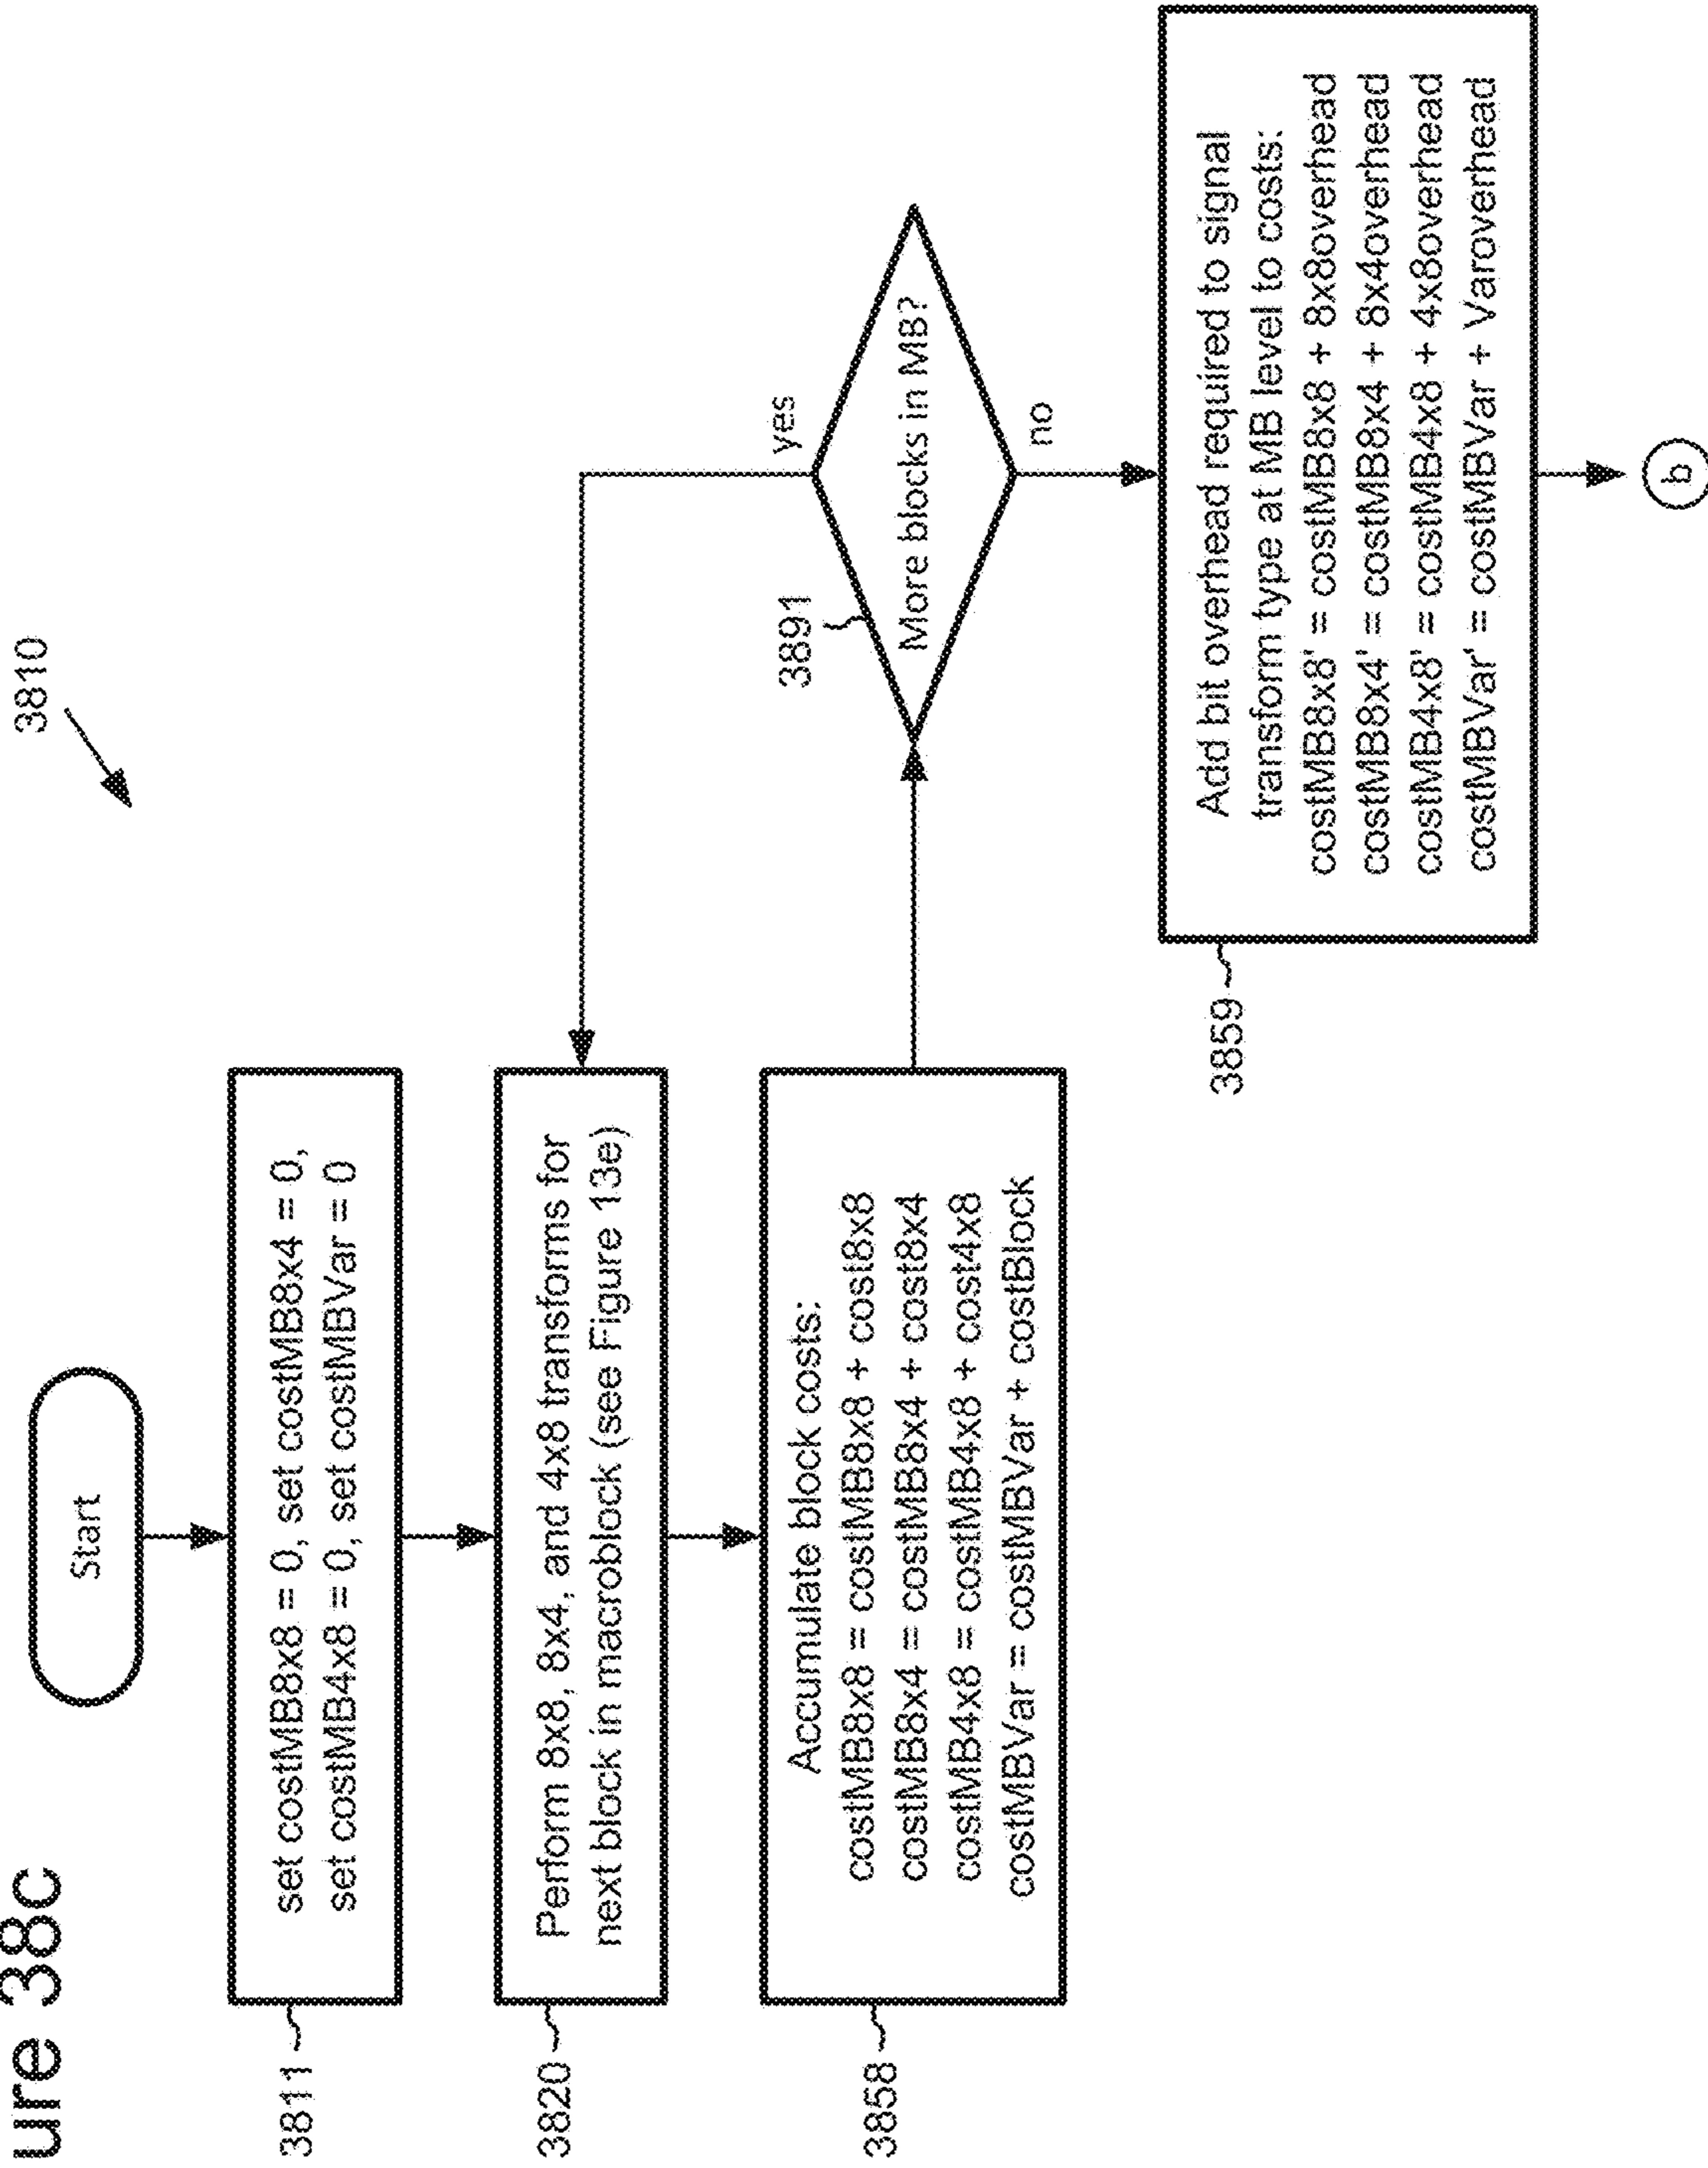 ure 38c
3810
Start
3811
set costMB8x8 = 0, set costMB8x4 = 0,
set costMB4x8 = 0, set costMBVar = 0
3820
Perform 8x8, 8x4, and 4x8 transforms for
next block in macroblock (see Figure 13e)
3858
Accumulate block costs:
costMB8x8 = costMB8x8 + cost8x8
costMB8x4 = costMB8x4 + cost8x4
costMB4x8 = costMB4x8 + cost4x8
costMBVar = costMBVar + costBlock
3891
More blocks in MB?
yes
no
3859
Add bit overhead required to signal
transform type at MB level to costs:
costMB8x8' = costMB8x8 + 8x8overhead
costMB8x4' = costMB8x4 + 8x4overhead
costMB4x8' = costMB4x8 + 4x8overhead
costMBVar' = costMBVar + Varoverhead
b